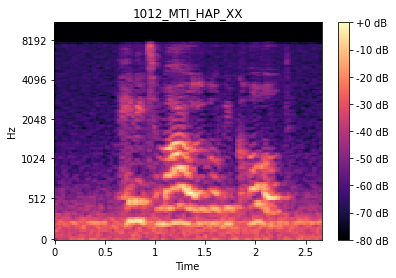 1012_MTI_HAP_XX
+0 dB
8192
-10 dB
4096
-20 dB
-30 dB
2048
Hz
-40 dB
1024
-50 dB
512
-60 dB
-70 dB
0
-80 dB
0 0.5 1 1.5 2 2.5
Time